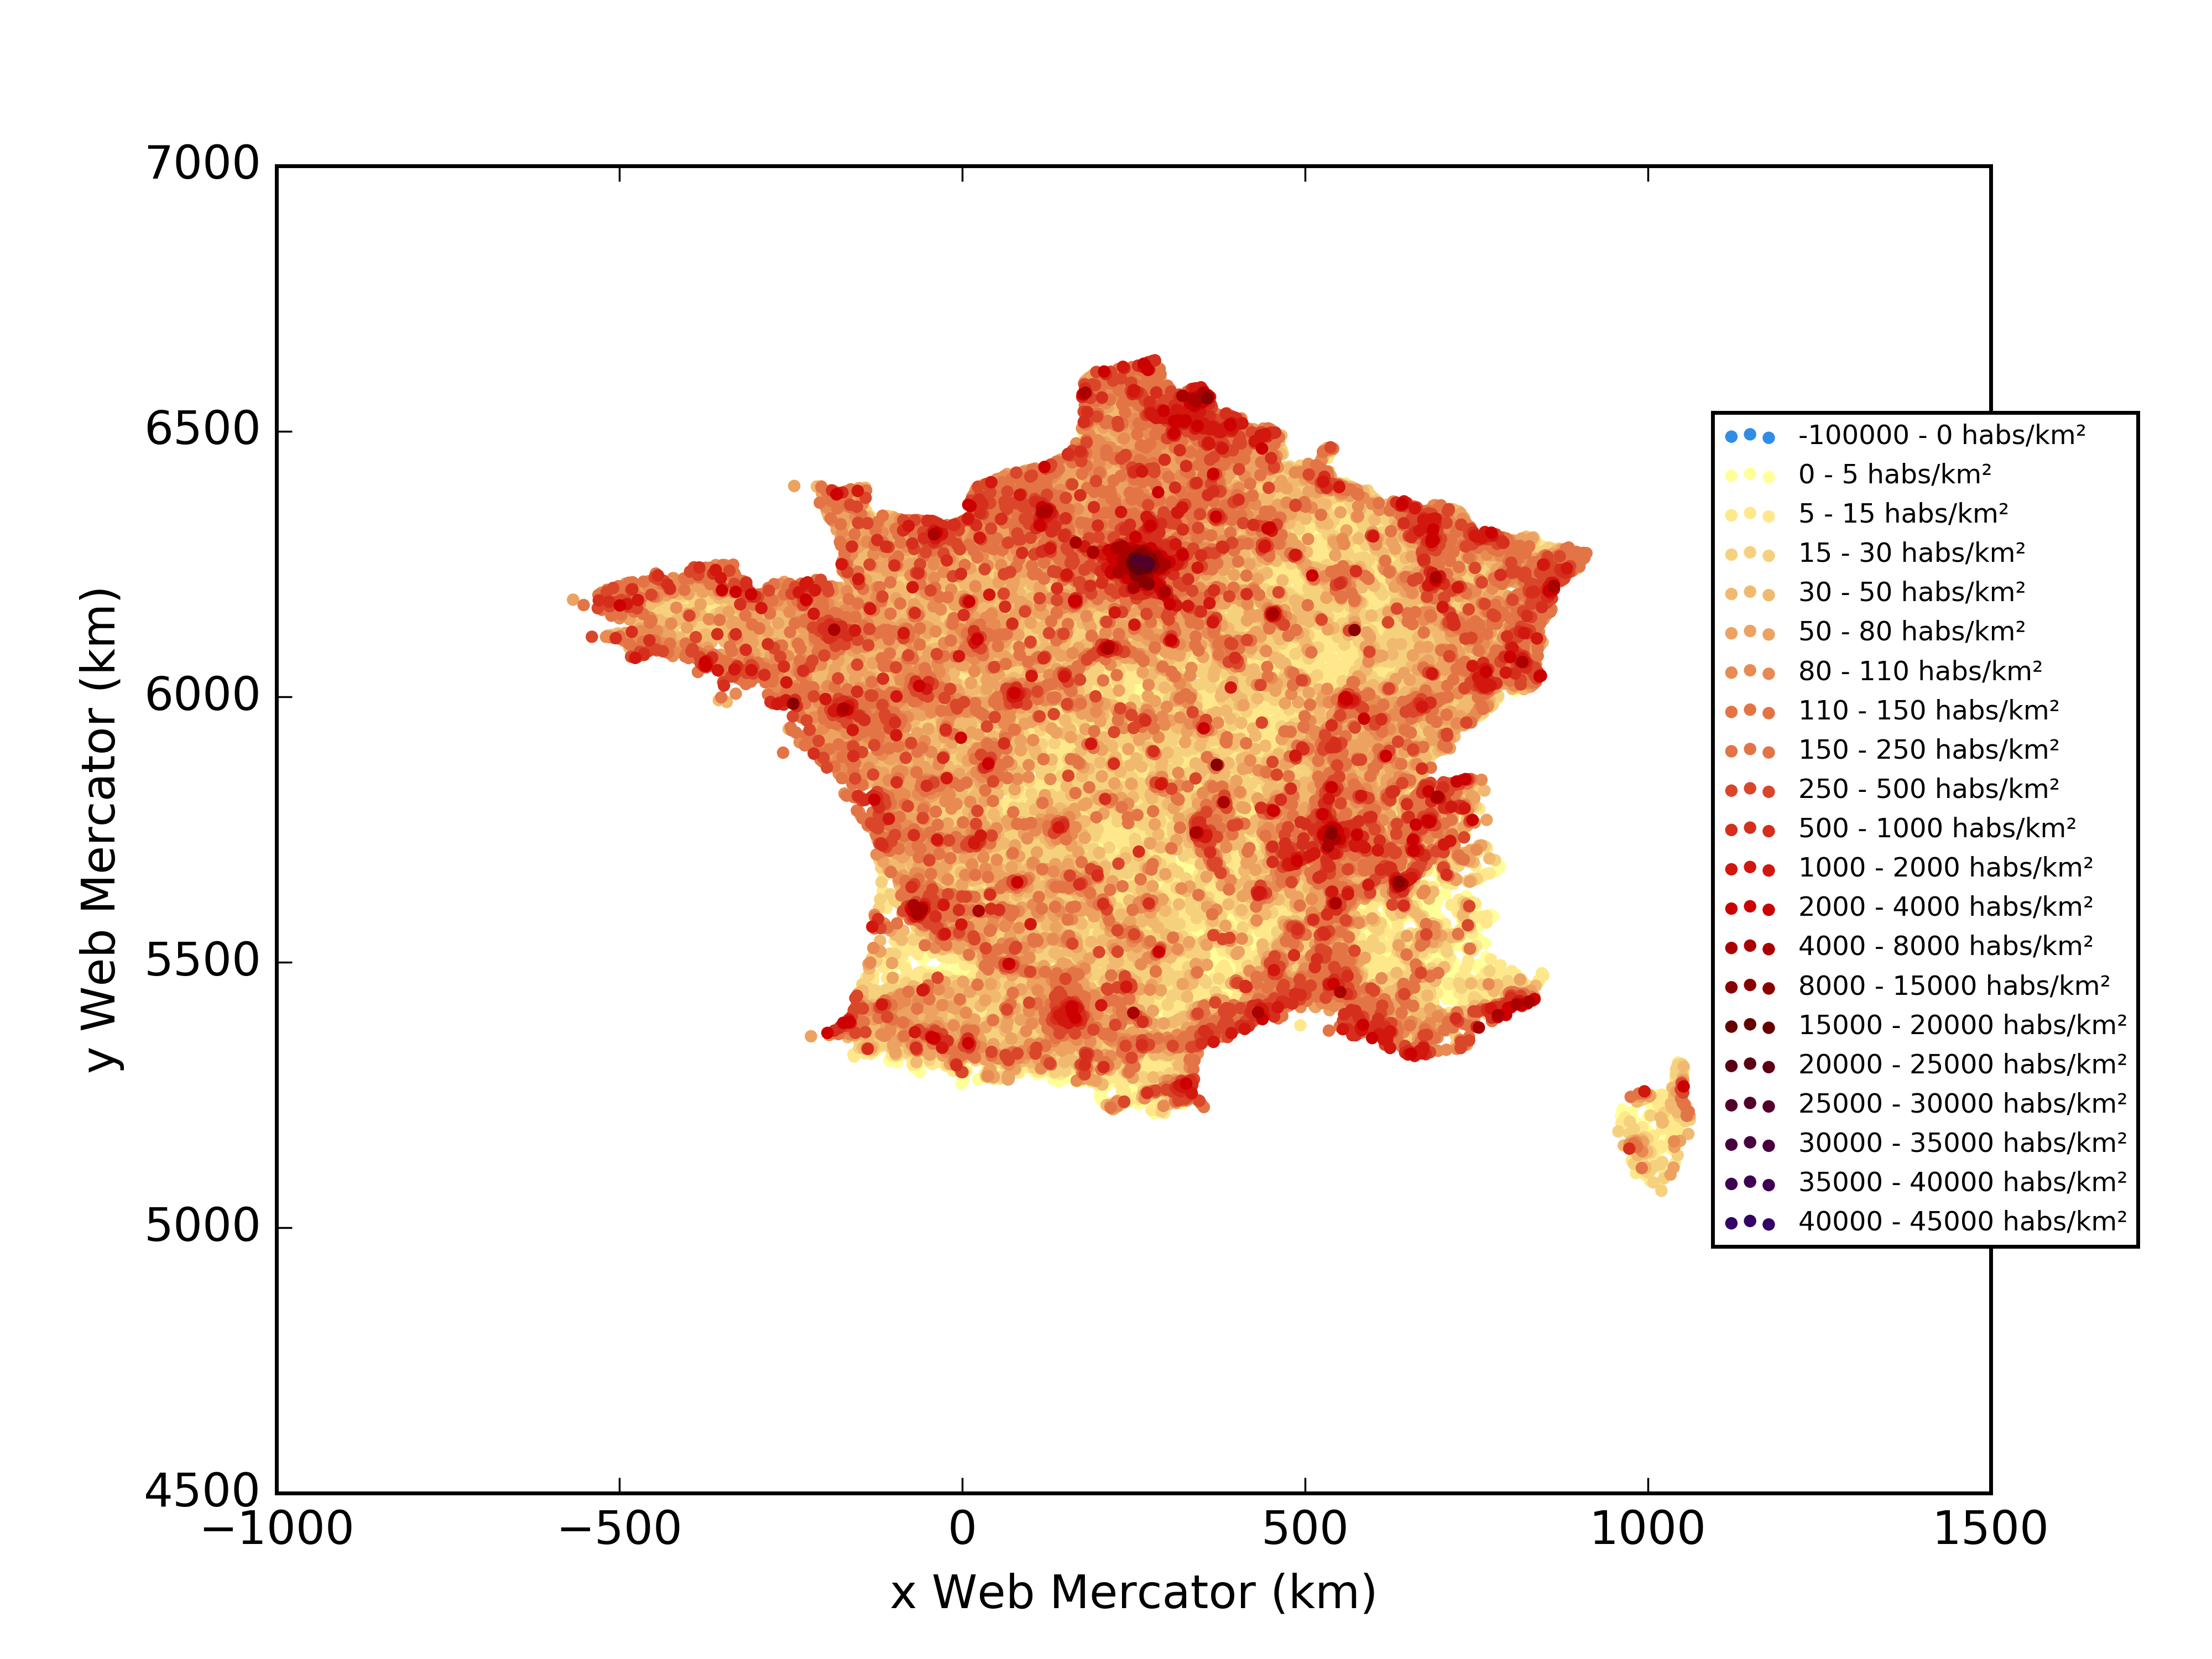 7000
6500
6000
5500
5000
4500
y Web Mercator (km)
−1000
−500
0
500
1000
1500
x Web Mercator (km)
-100000 - 0 habs/km²
0 - 5 habs/km²
5 - 15 habs/km²
15 - 30 habs/km²
30 - 50 habs/km²
50 - 80 habs/km²
80 - 110 habs/km²
110 - 150 habs/km²
150 - 250 habs/km²
250 - 500 habs/km²
500 - 1000 habs/km²
1000 - 2000 habs/km²
2000 - 4000 habs/km²
4000 - 8000 habs/km²
8000 - 15000 habs/km²
15000 - 20000 habs/km²
20000 - 25000 habs/km²
25000 - 30000 habs/km²
30000 - 35000 habs/km²
35000 - 40000 habs/km²
40000 - 45000 habs/km²